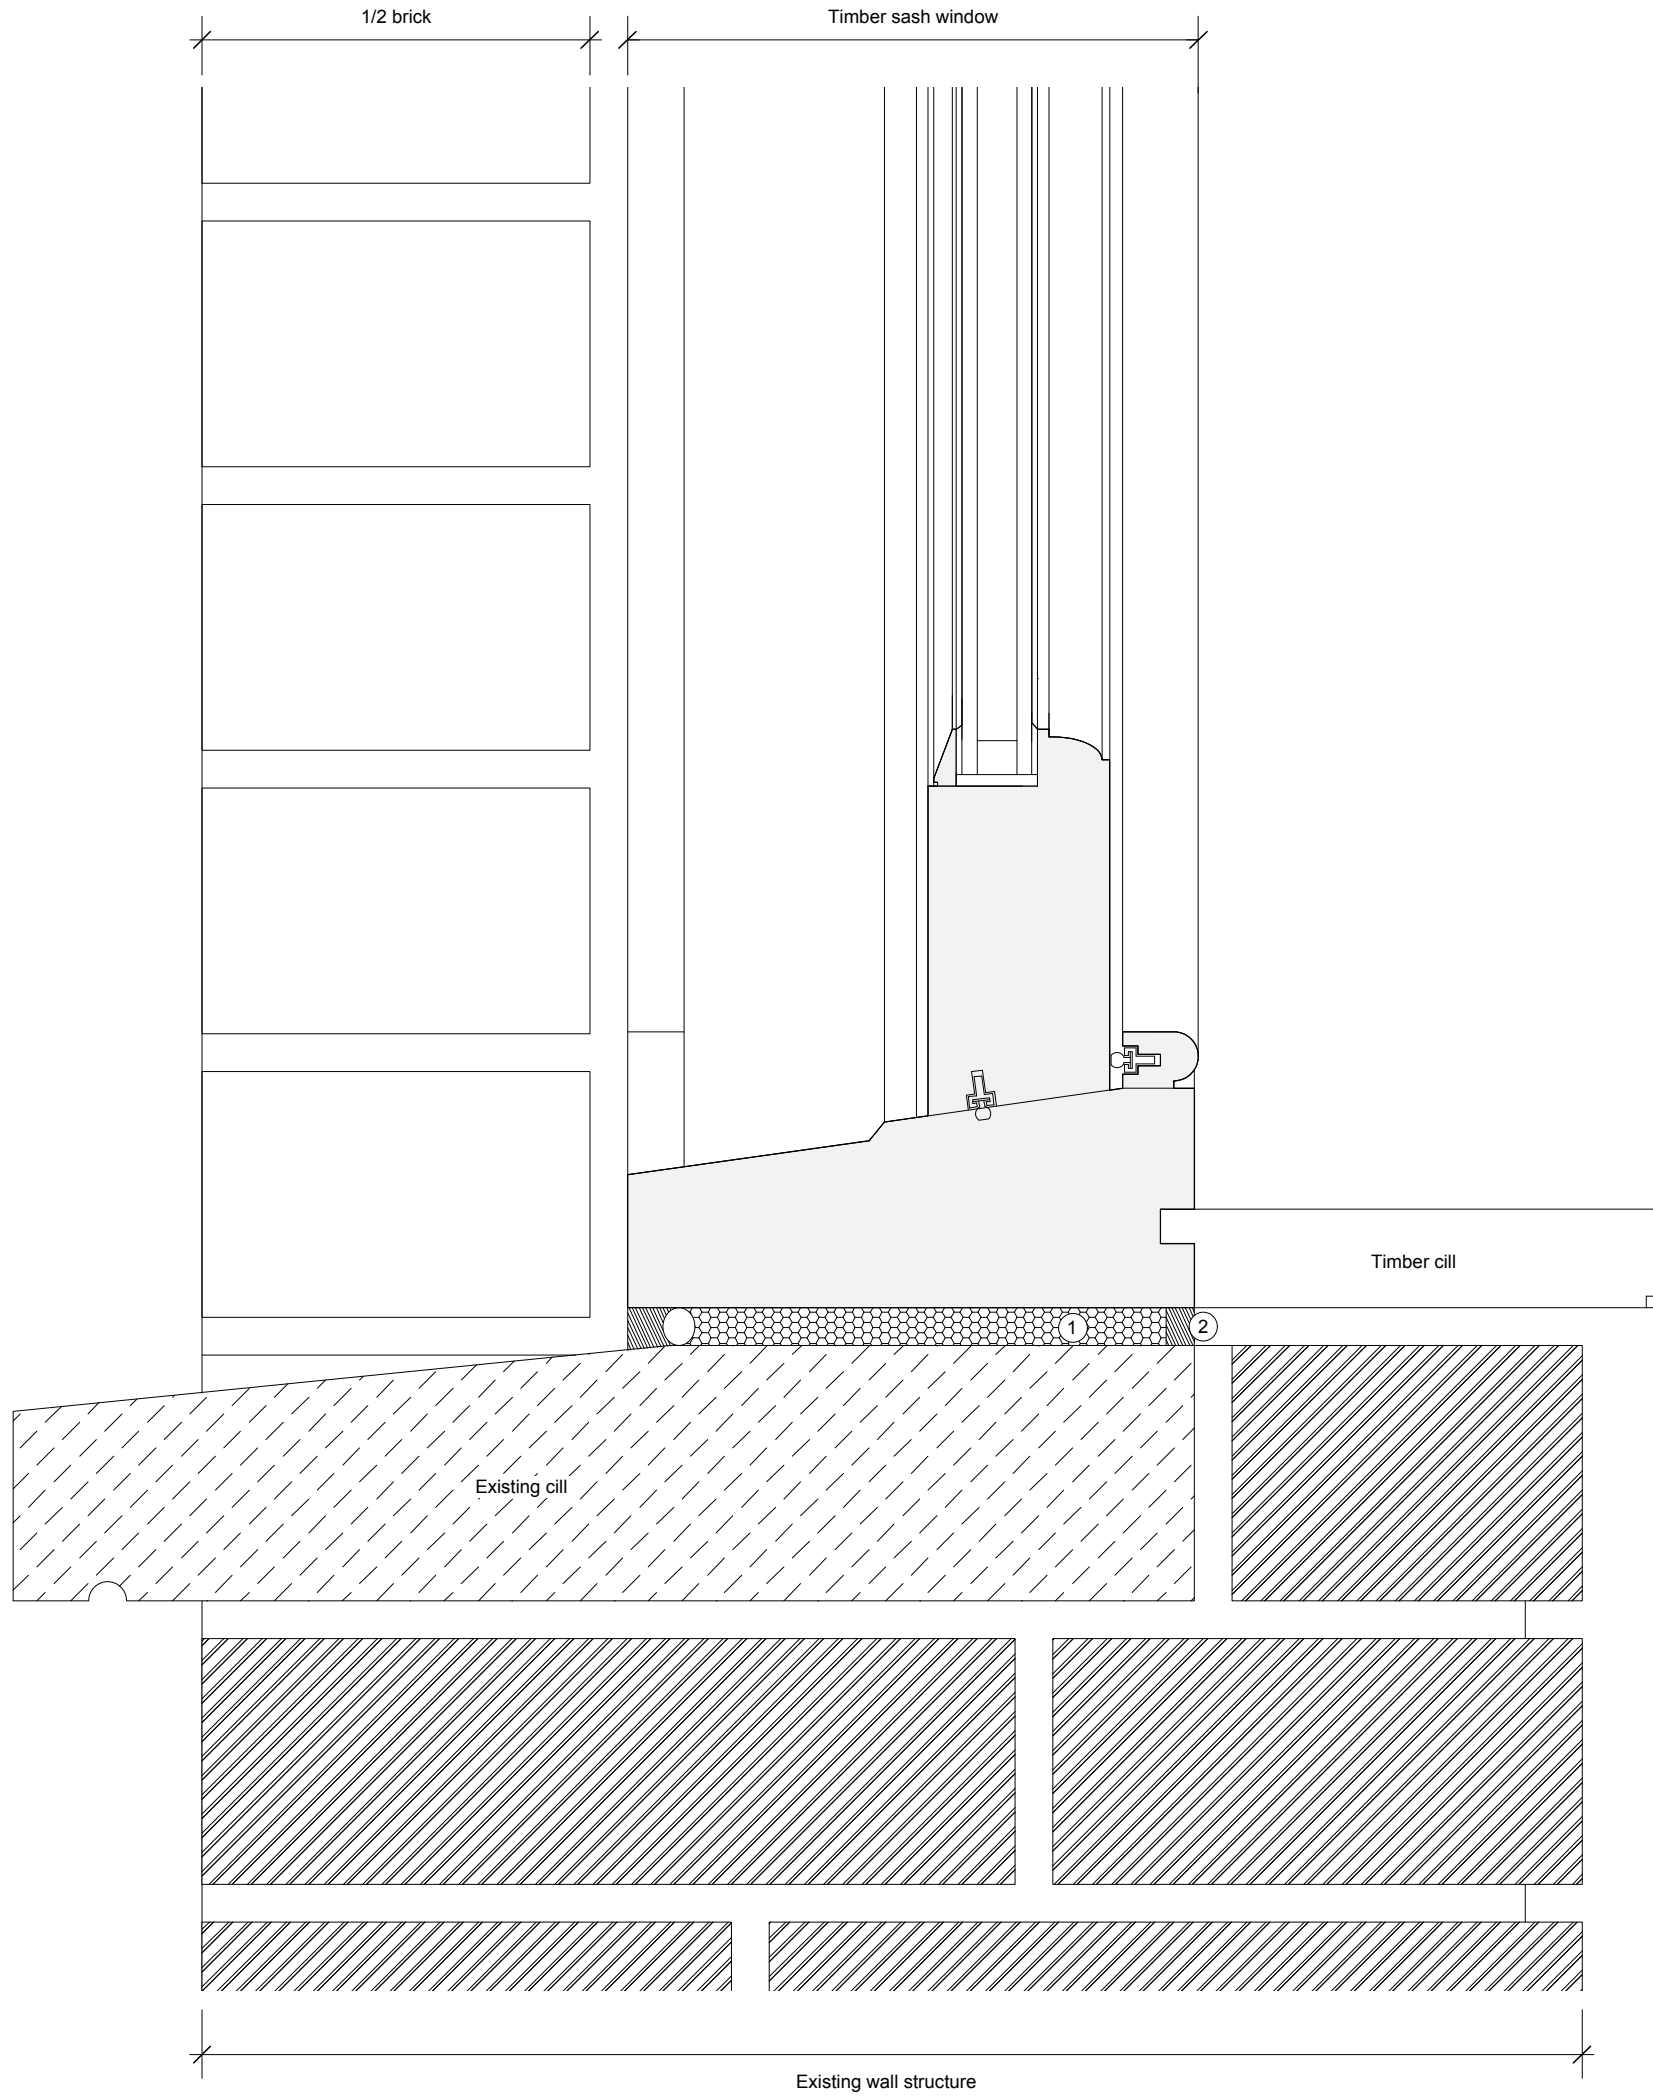 1/2 brick
Timber sash window
Timber cill
1
2
Existing cill
Existing wall structure